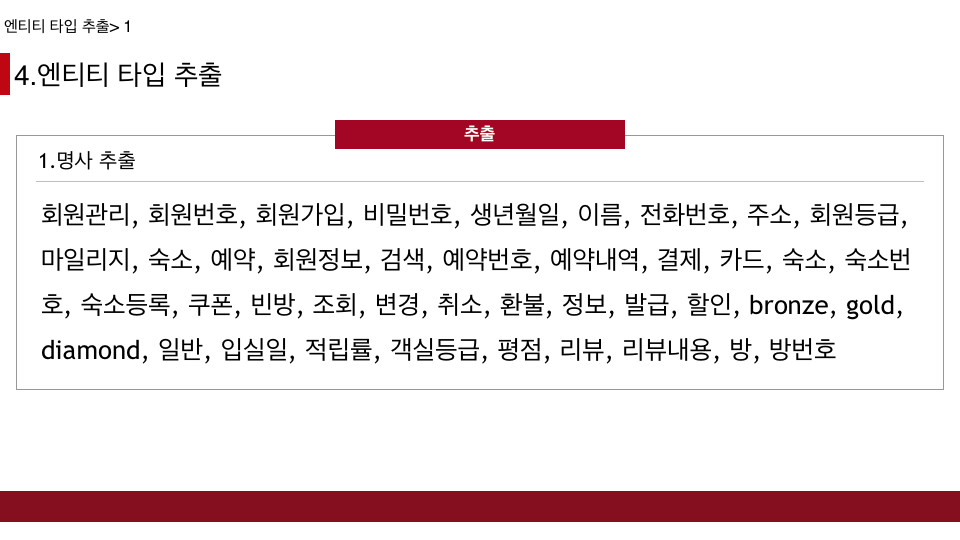 엔티티 타입 추출> 1
4.엔티티 타입 추출
추출
1.명사 추출
회원관리, 회원번호, 회원가입, 비밀번호, 생년월일, 이름, 전화번호, 주소, 회원등급,
마일리지, 숙소, 예약, 회원정보, 검색, 예약번호, 예약내역, 결제, 카드, 숙소, 숙소번
호, 숙소등록, 쿠폰, 빈방, 조회, 변경, 취소, 환불, 정보, 발급, 할인, bronze, gold,
diamond, 일반, 입실일, 적립률, 객실등급, 평점, 리뷰, 리뷰내용, 방, 방번호